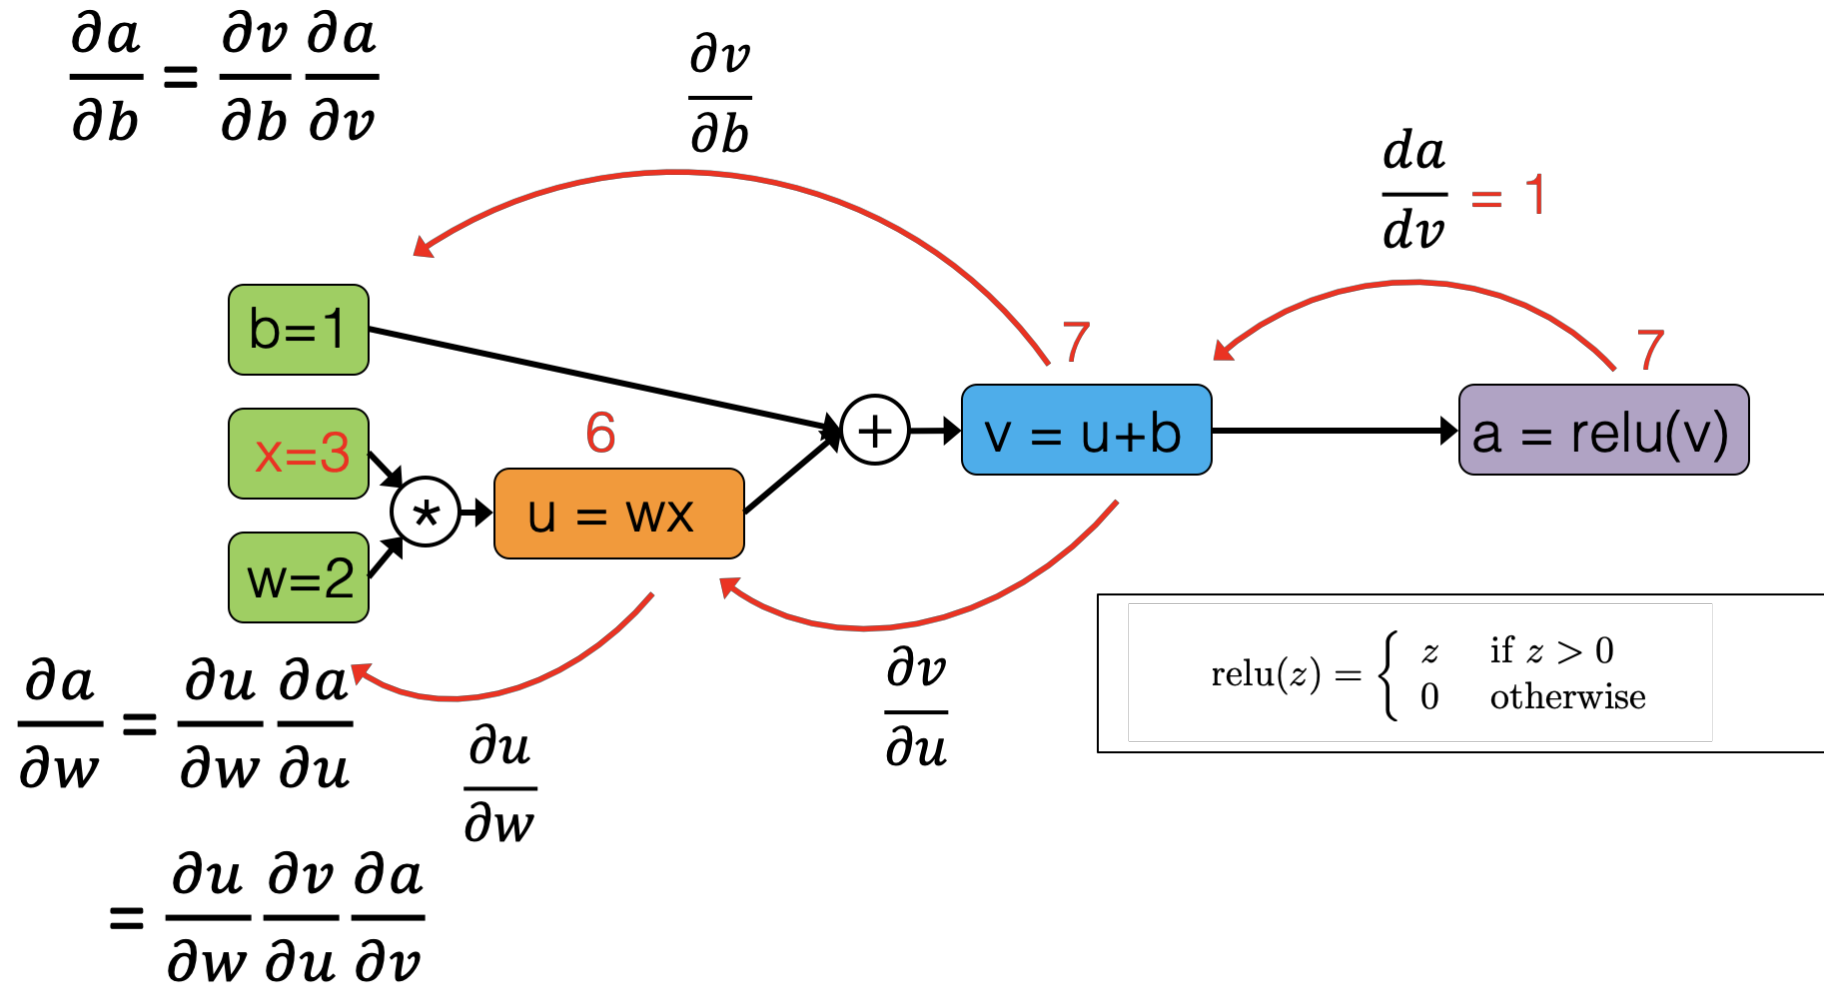 ∂a/∂b = ∂v/∂b ∂a/∂v
∂v/∂b
da/dv = 1
b=1
7
7
x=3
6
+
v = u+b
a = relu(v)
*
u = wx
w=2
∂a/∂w = ∂u/∂w ∂a/∂u
∂u/∂w
∂v/∂u
relu(z) = { z if z > 0
0 otherwise
= ∂u/∂w ∂v/∂u ∂a/∂v